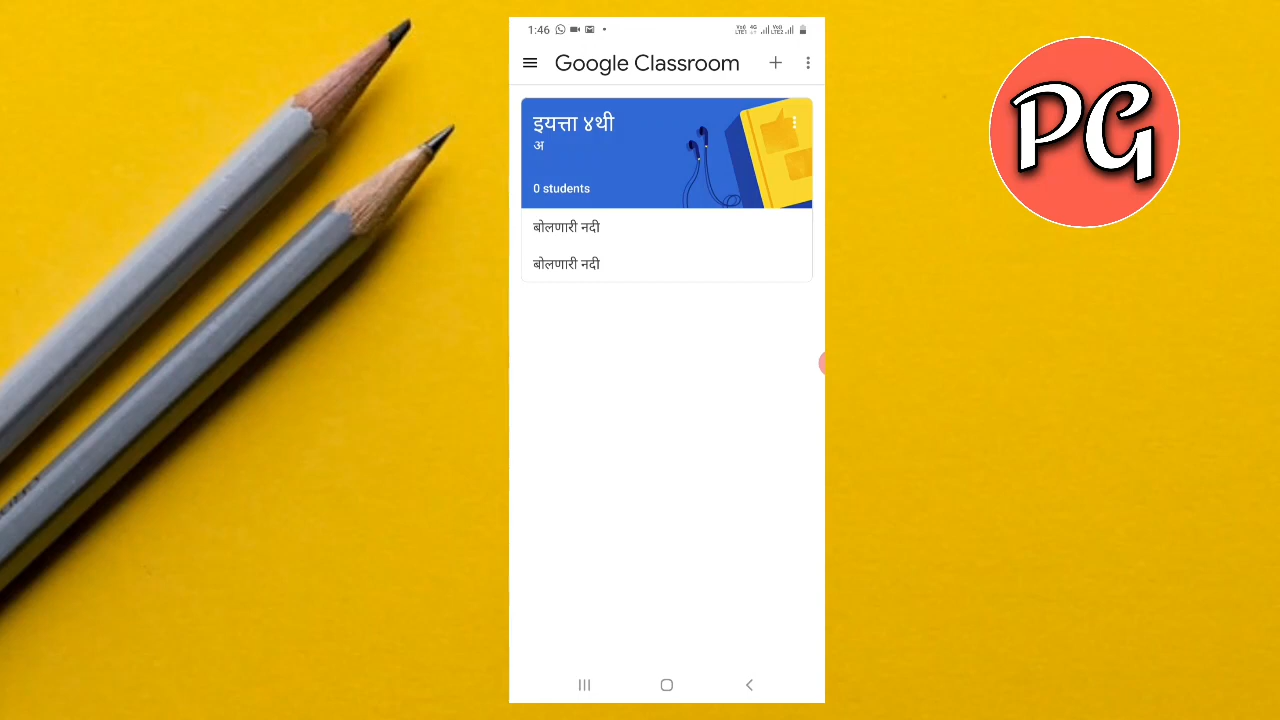 1:46
Google Classroom
इयत्ता ४थी
अ
0 students
बोलणारी नदी
बोलणारी नदी
PG